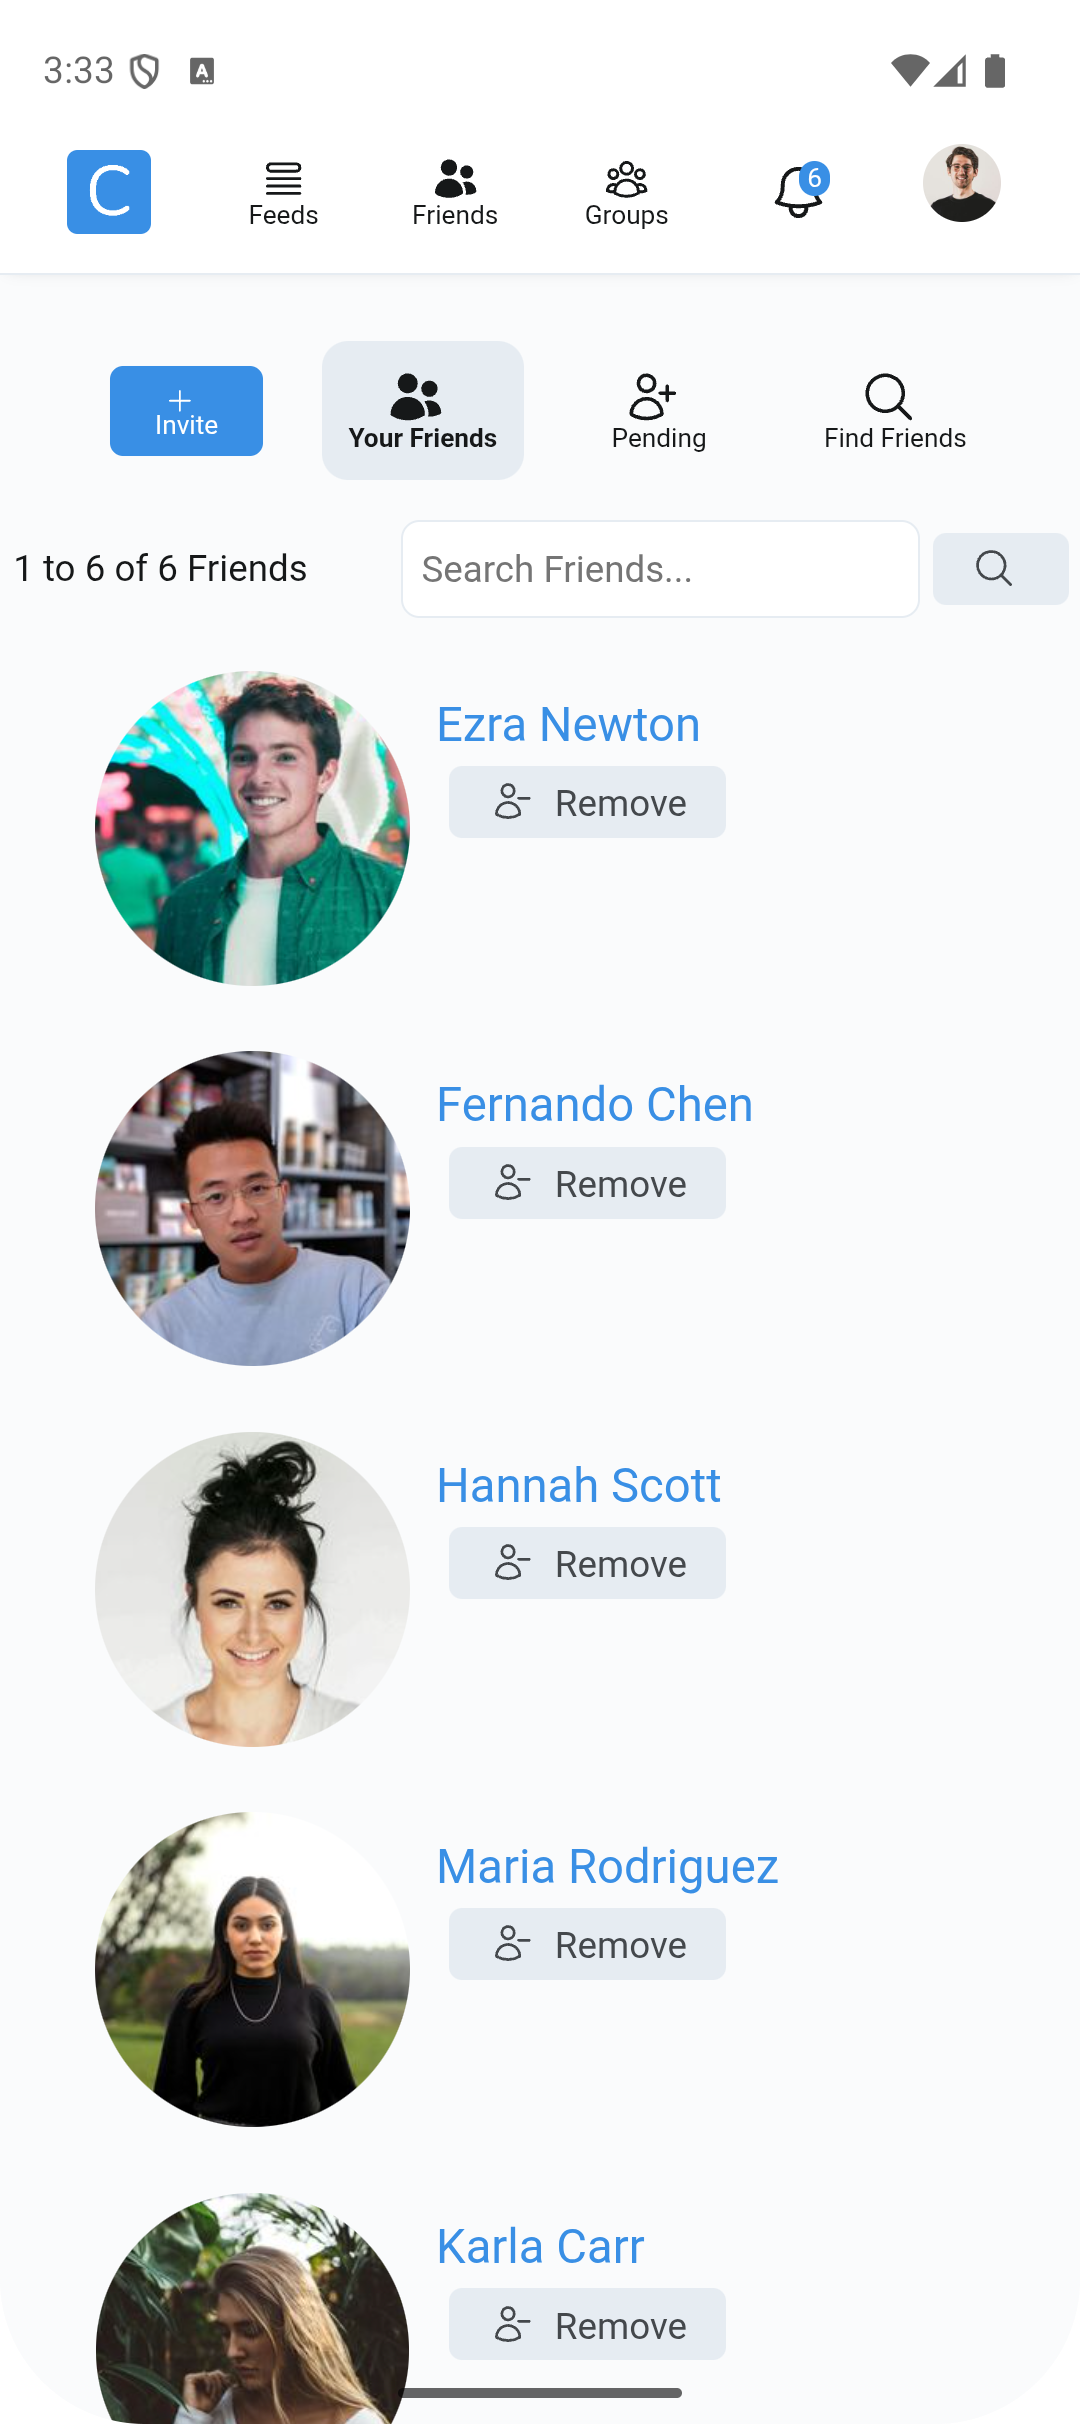 3:33
A
C
Feeds
Friends
Groups
6
Invite
Your Friends
Pending
Find Friends
1 to 6 of 6 Friends
Search Friends...
Ezra Newton
Remove
Fernando Chen
Remove
Hannah Scott
Remove
Maria Rodriguez
Remove
Karla Carr
Remove